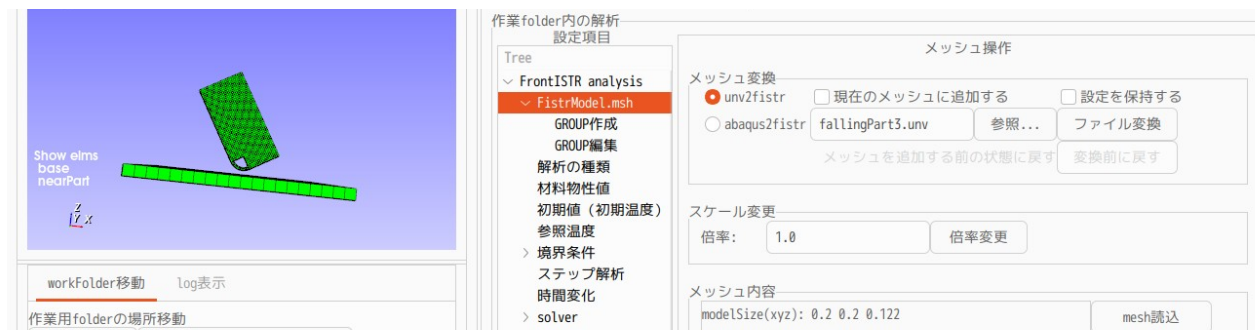 Show elms
base
nearPart
Z
Y X
workFolder移動 log表示
作業用folderの場所移動
作業folder内の解析
設定項目
Tree
FrontISTR analysis
FistrModel.msh
GROUP作成
GROUP編集
解析の種類
材料物性値
初期値（初期温度）
参照温度
境界条件
ステップ解析
時間変化
solver
メッシュ操作
メッシュ変換
unv2fistr 現在のメッシュに追加する 設定を保持する
abaqus2fistr fallingPart3.unv 参照... ファイル変換
メッシュを追加する前の状態に戻す 変換前に戻す
スケール変更
倍率: 1.0 倍率変更
メッシュ内容
modelSize(xyz): 0.2 0.2 0.122 mesh読込